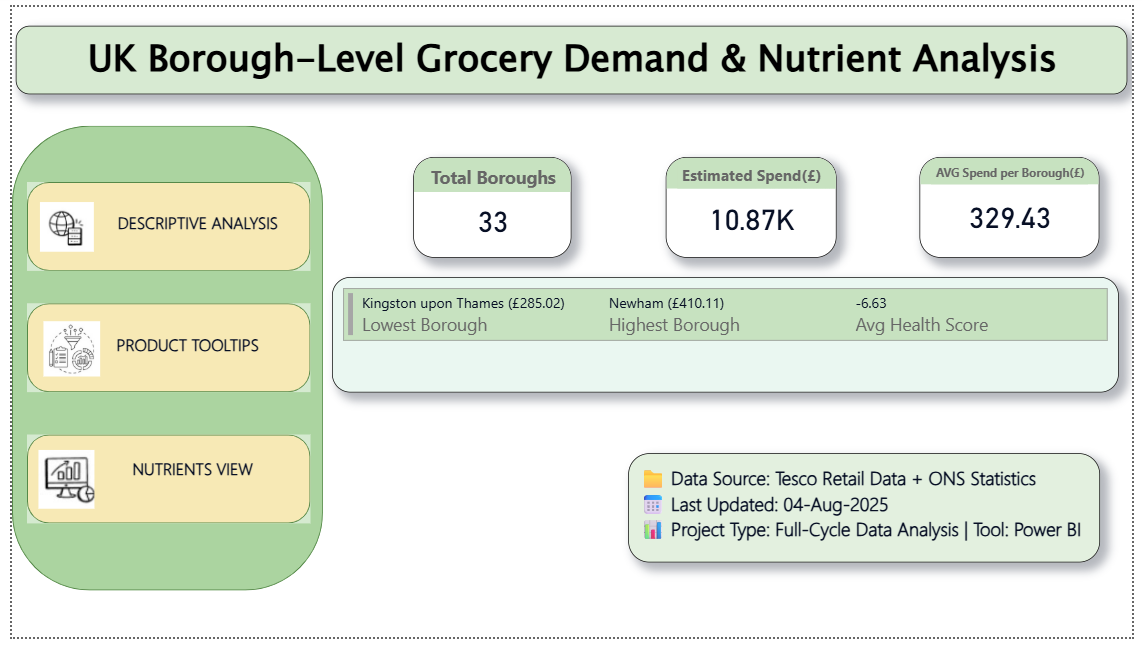 UK Borough-Level Grocery Demand & Nutrient Analysis
DESCRIPTIVE ANALYSIS
PRODUCT TOOLTIPS
NUTRIENTS VIEW
Total Boroughs
33
Estimated Spend(£)
10.87K
AVG Spend per Borough(£)
329.43
Kingston upon Thames (£285.02)
Lowest Borough
Newham (£410.11)
Highest Borough
-6.63
Avg Health Score
Data Source: Tesco Retail Data + ONS Statistics
Last Updated: 04-Aug-2025
Project Type: Full-Cycle Data Analysis | Tool: Power BI